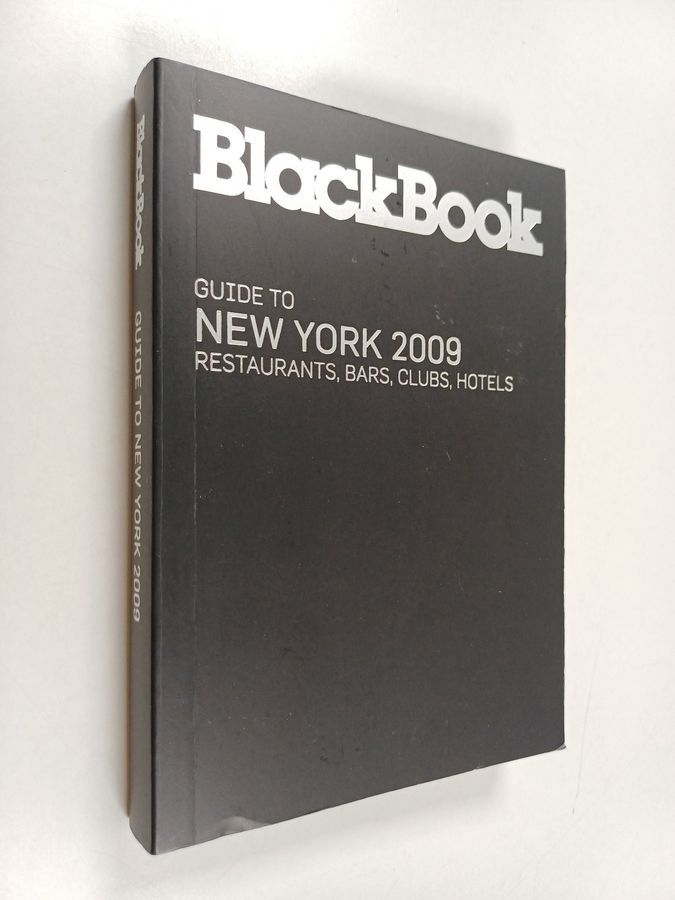 BlackBook
GUIDE TO
NEW YORK 2009
RESTAURANTS, BARS, CLUBS, HOTELS
BlackBook GUIDE TO NEW YORK 2009